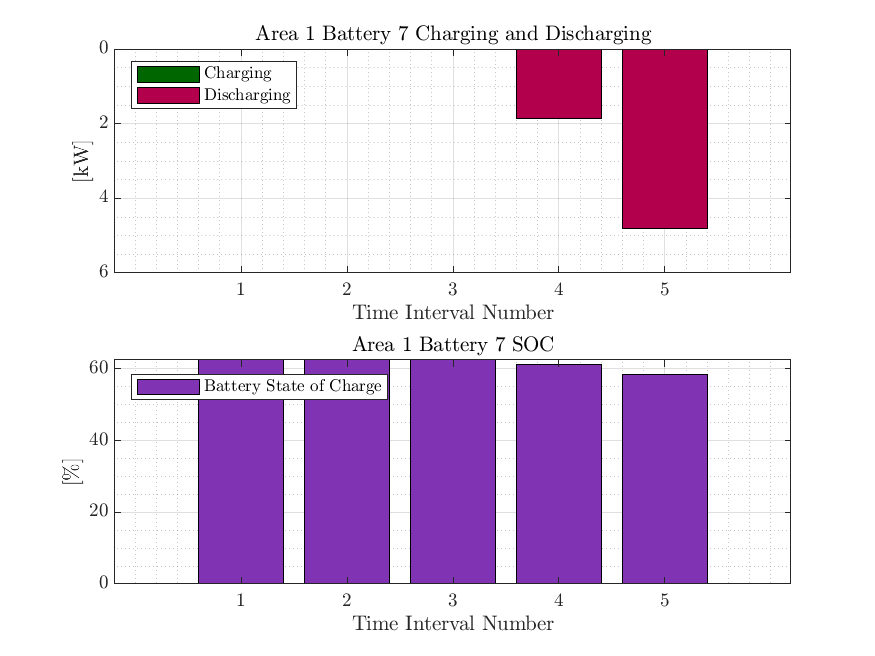 Area 1 Battery 7 Charging and Discharging
0
2
4
6
[kW]
Charging
Discharging
1 2 3 4 5
Time Interval Number
Area 1 Battery 7 SOC
60
40
20
0
[%]
Battery State of Charge
1 2 3 4 5
Time Interval Number